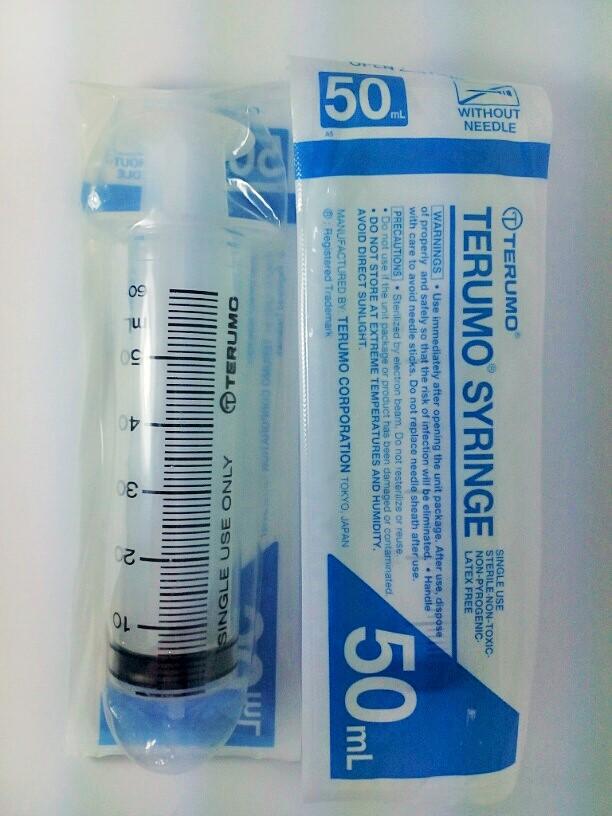 50 mL
WITHOUT
NEEDLE
TERUMO®
TERUMO® SYRINGE
SINGLE USE
STERILE·NON-TOXIC·
NON-PYROGENIC·
LATEX FREE
WARNINGS • Use immediately after opening the unit package. After use, dispose
of properly and safely so that the risk of infection will be eliminated. • Handle
with care to avoid needle sticks. Do not replace needle sheath after use.
PRECAUTIONS • Sterilized by electron beam. Do not resterilize or reuse.
• Do not use if the unit package or product has been damaged or contaminated.
• DO NOT STORE AT EXTREME TEMPERATURES AND HUMIDITY.
AVOID DIRECT SUNLIGHT.
MANUFACTURED BY TERUMO CORPORATION TOKYO, JAPAN
® : Registered Trademark
50 mL
60
mL
50
40
30
20
10
TERUMO
SINGLE USE ONLY